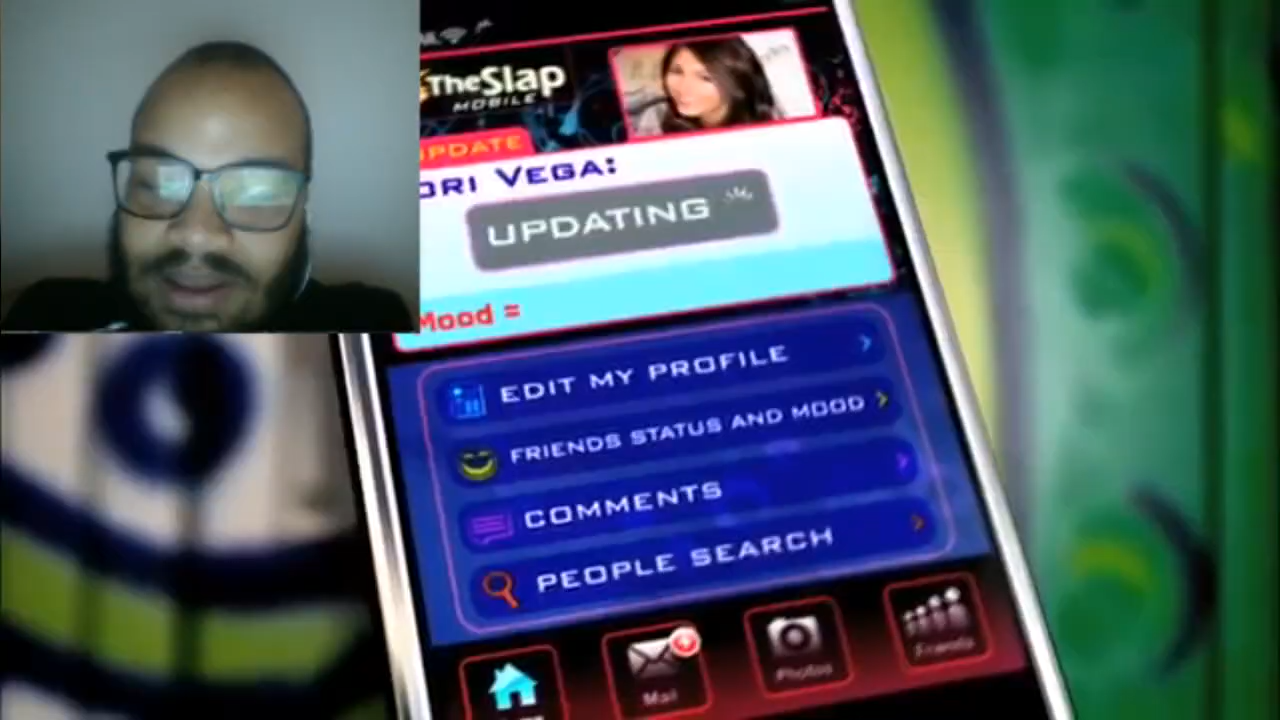 TheSlap
MOBILE
UPDATE
ORI VEGA:
UPDATING
Mood =
EDIT MY PROFILE
FRIENDS STATUS AND MOOD
COMMENTS
PEOPLE SEARCH
Mail
Photos
Friends